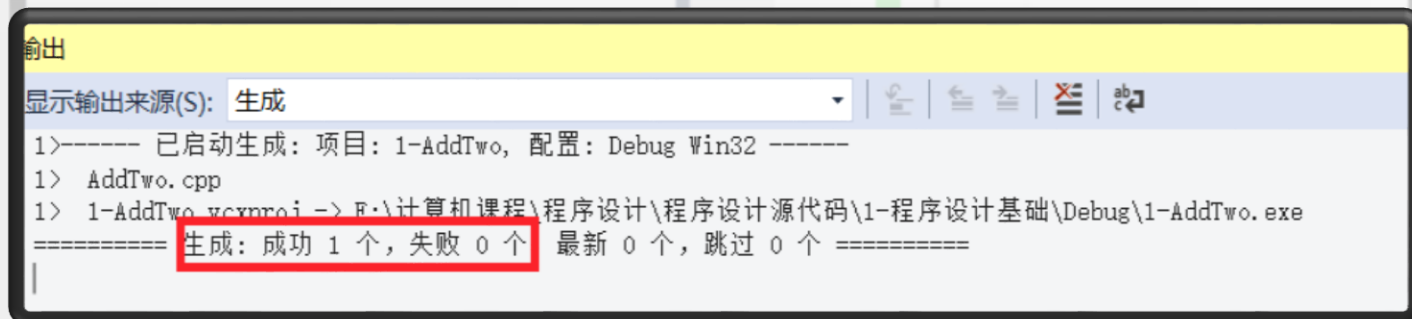 输出
显示输出来源(S): 生成
1>------ 已启动生成: 项目: 1-AddTwo, 配置: Debug Win32 ------
1>  AddTwo.cpp
1>  1-AddTwo.vcxproj -> F:\计算机课程\程序设计\程序设计源代码\1-程序设计基础\Debug\1-AddTwo.exe
========== 生成: 成功 1 个，失败 0 个 最新 0 个，跳过 0 个 ==========